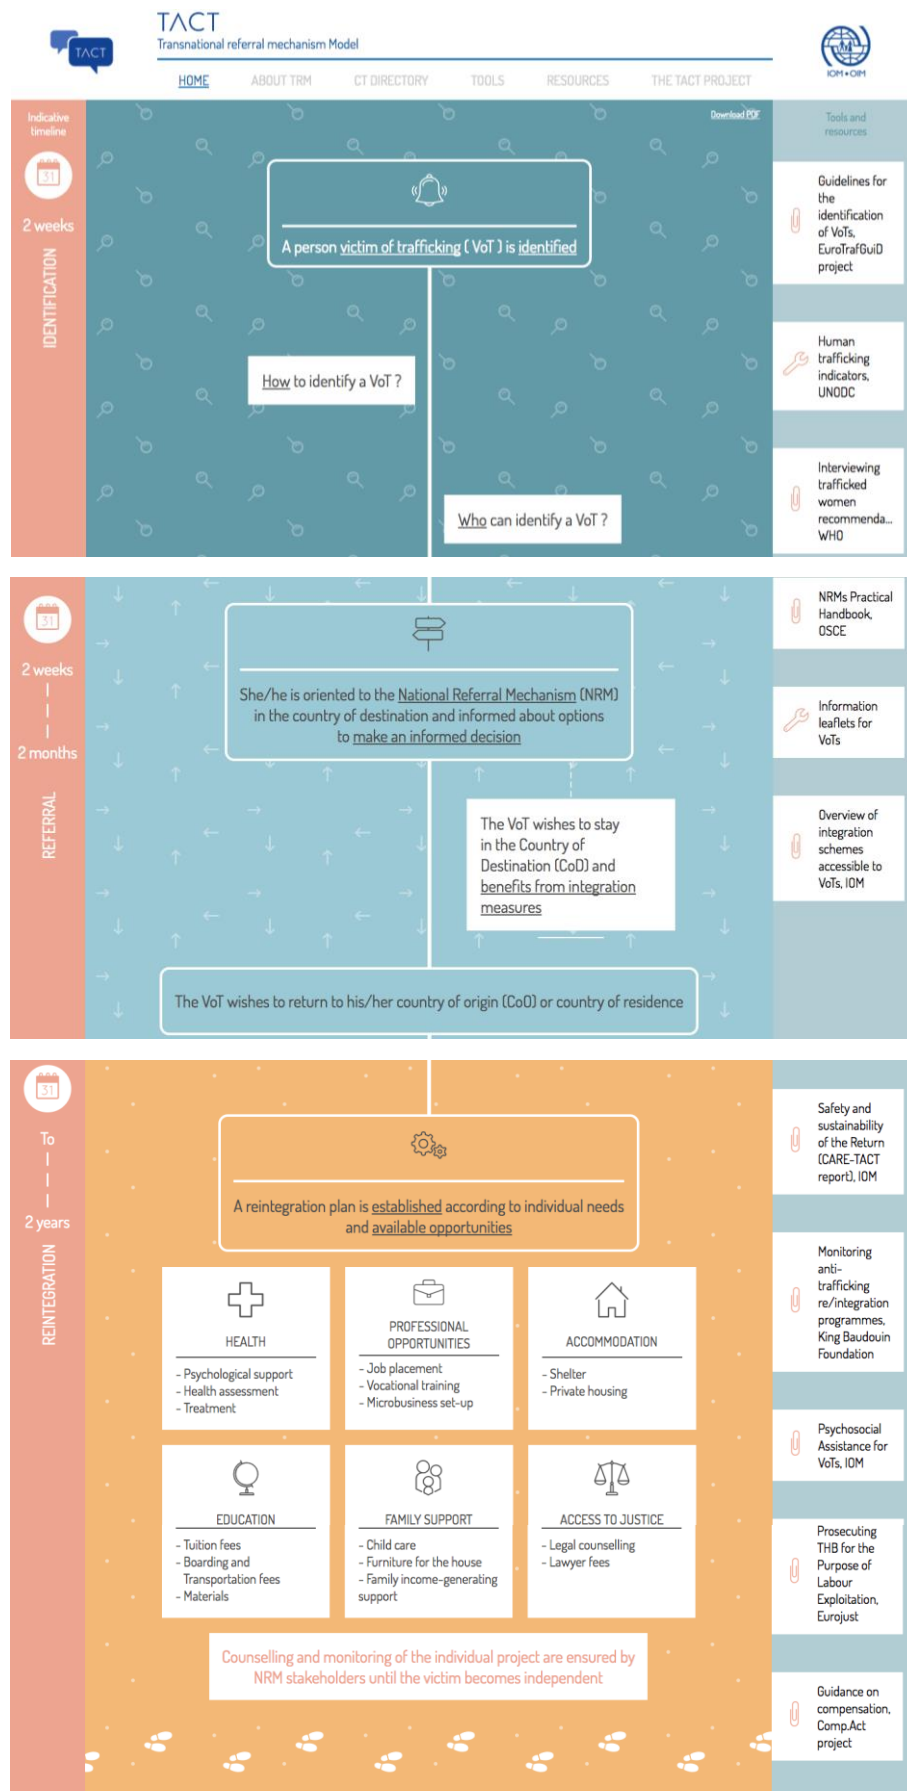 TACT
TACT
Transnational referral mechanism Model
IOM • OIM
HOME
ABOUT TRM
CT DIRECTORY
TOOLS
RESOURCES
THE TACT PROJECT
Indicative
timeline
31
2 weeks
IDENTIFICATION
Download PDF
A person victim of trafficking ( VoT ) is identified
How to identify a VoT ?
Who can identify a VoT ?
Tools and
resources
Guidelines for
the
identification
of VoTs,
EuroTrafGuiD
project
Human
trafficking
indicators,
UNODC
Interviewing
trafficked
women
recommenda...
WHO
31
2 weeks
2 months
REFERRAL
She/he is oriented to the National Referral Mechanism (NRM)
in the country of destination and informed about options
to make an informed decision
The VoT wishes to stay
in the Country of
Destination (CoD) and
benefits from integration
measures
The VoT wishes to return to his/her country of origin (CoO) or country of residence
NRMs Practical
Handbook,
OSCE
Information
leaflets for
VoTs
Overview of
integration
schemes
accessible to
VoTs, IOM
31
To
2 years
REINTEGRATION
A reintegration plan is established according to individual needs
and available opportunities
HEALTH
- Psychological support
- Health assessment
- Treatment
PROFESSIONAL
OPPORTUNITIES
- Job placement
- Vocational training
- Microbusiness set-up
ACCOMMODATION
- Shelter
- Private housing
EDUCATION
- Tuition fees
- Boarding and
Transportation fees
- Materials
FAMILY SUPPORT
- Child care
- Furniture for the house
- Family income-generating
support
ACCESS TO JUSTICE
- Legal counselling
- Lawyer fees
Counselling and monitoring of the individual project are ensured by
NRM stakeholders until the victim becomes independent
Safety and
sustainability
of the Return
(CARE-TACT
report), IOM
Monitoring
anti-
trafficking
re/integration
programmes,
King Baudouin
Foundation
Psychosocial
Assistance for
VoTs, IOM
Prosecuting
THB for the
Purpose of
Labour
Exploitation,
Eurojust
Guidance on
compensation,
Comp.Act
project